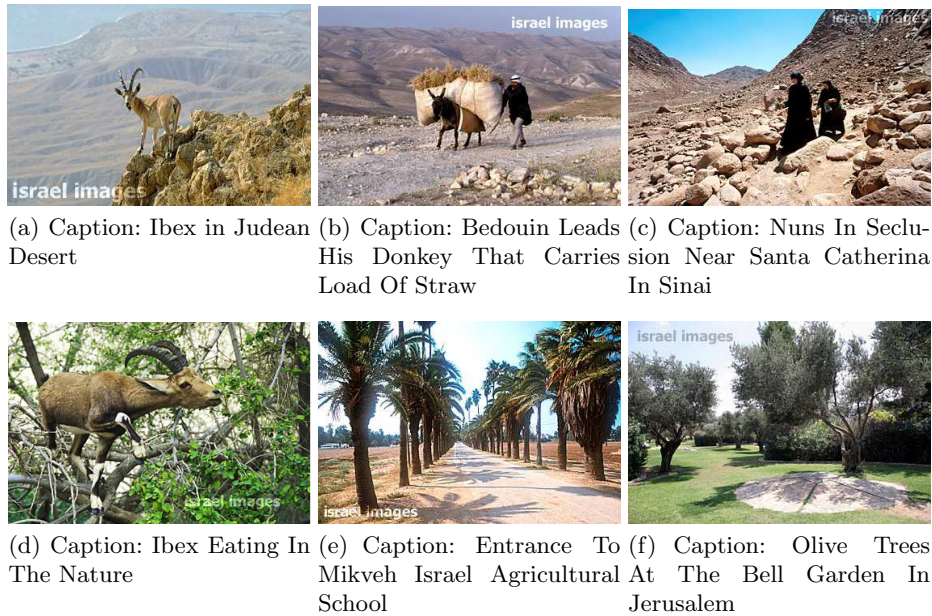 israel images
israel images
israel images
(a) Caption: Ibex in Judean
Desert
(b) Caption: Bedouin Leads
His Donkey That Carries
Load Of Straw
(c) Caption: Nuns In Seclu-
sion Near Santa Catherina
In Sinai
israel images
israel images
israel images
(d) Caption: Ibex Eating In
The Nature
(e) Caption: Entrance To
Mikveh Israel Agricultural
School
(f) Caption: Olive Trees
At The Bell Garden In
Jerusalem